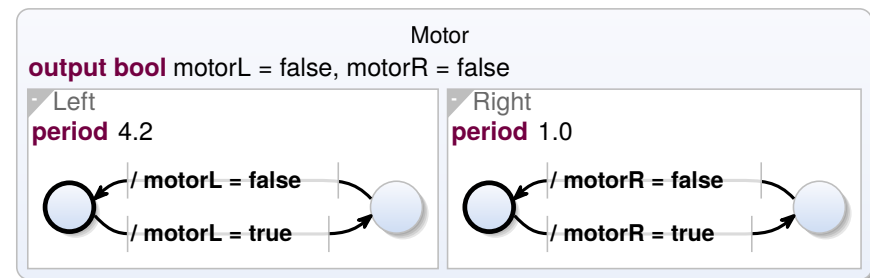 Motor
output bool motorL = false, motorR = false
- Left
period 4.2
/ motorL = false
/ motorL = true
- Right
period 1.0
/ motorR = false
/ motorR = true